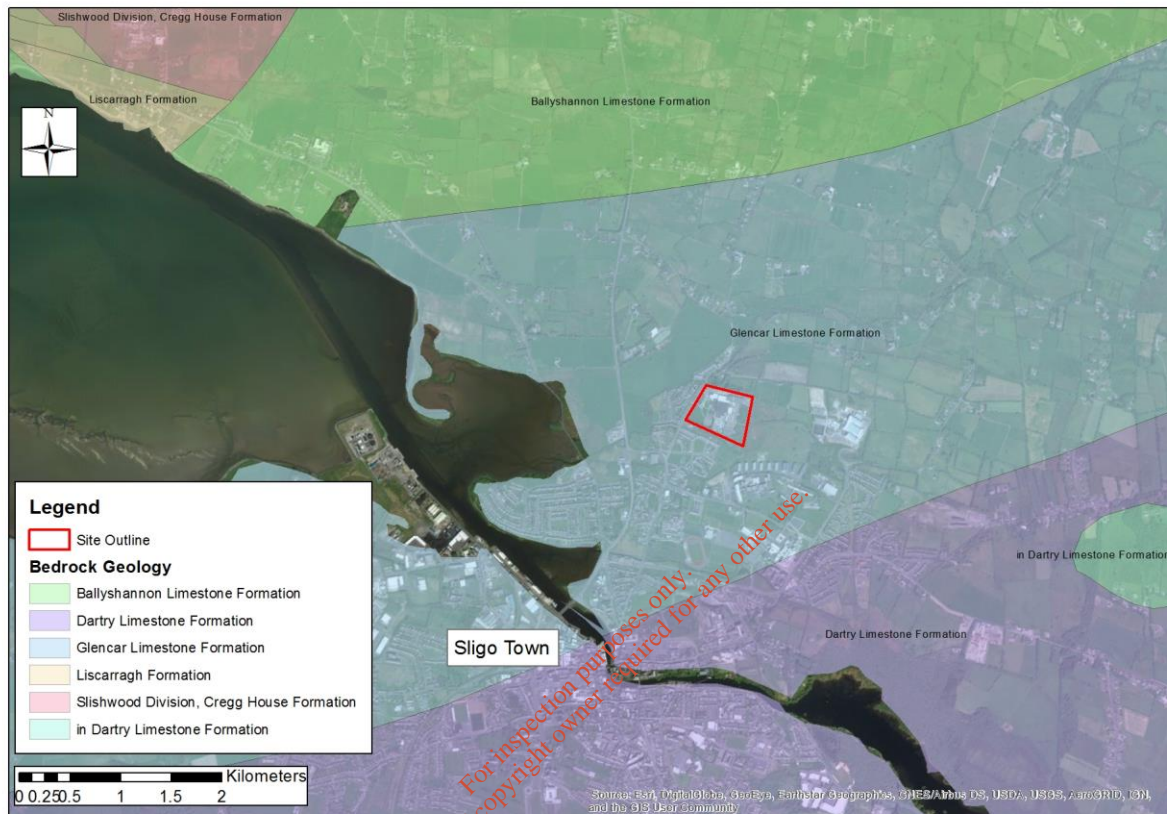 Slishwood Division, Cregg House Formation
Liscarragh Formation
Ballyshannon Limestone Formation
N
Glencar Limestone Formation
in Dartry Limestone Formation
Dartry Limestone Formation
Sligo Town
Legend
Site Outline
Bedrock Geology
Ballyshannon Limestone Formation
Dartry Limestone Formation
Glencar Limestone Formation
Liscarragh Formation
Slishwood Division, Cregg House Formation
in Dartry Limestone Formation
Kilometers
0 0.25 0.5 1 1.5 2
For inspection purposes only.
copyright owner required for any other use.
Source: Esri, DigitalGlobe, GeoEye, Earthstar Geographics, CNES/Airbus DS, USDA, USGS, AeroGRID, IGN,
and the GIS User Community